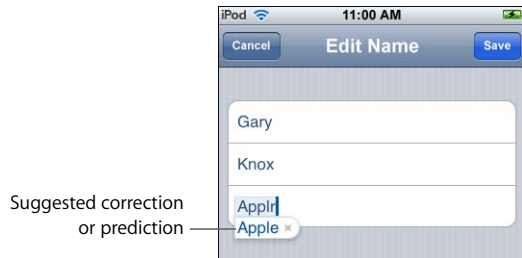 iPod 11:00 AM
Cancel Edit Name Save
Gary
Knox
Applr
Apple ×
Suggested correction
or prediction